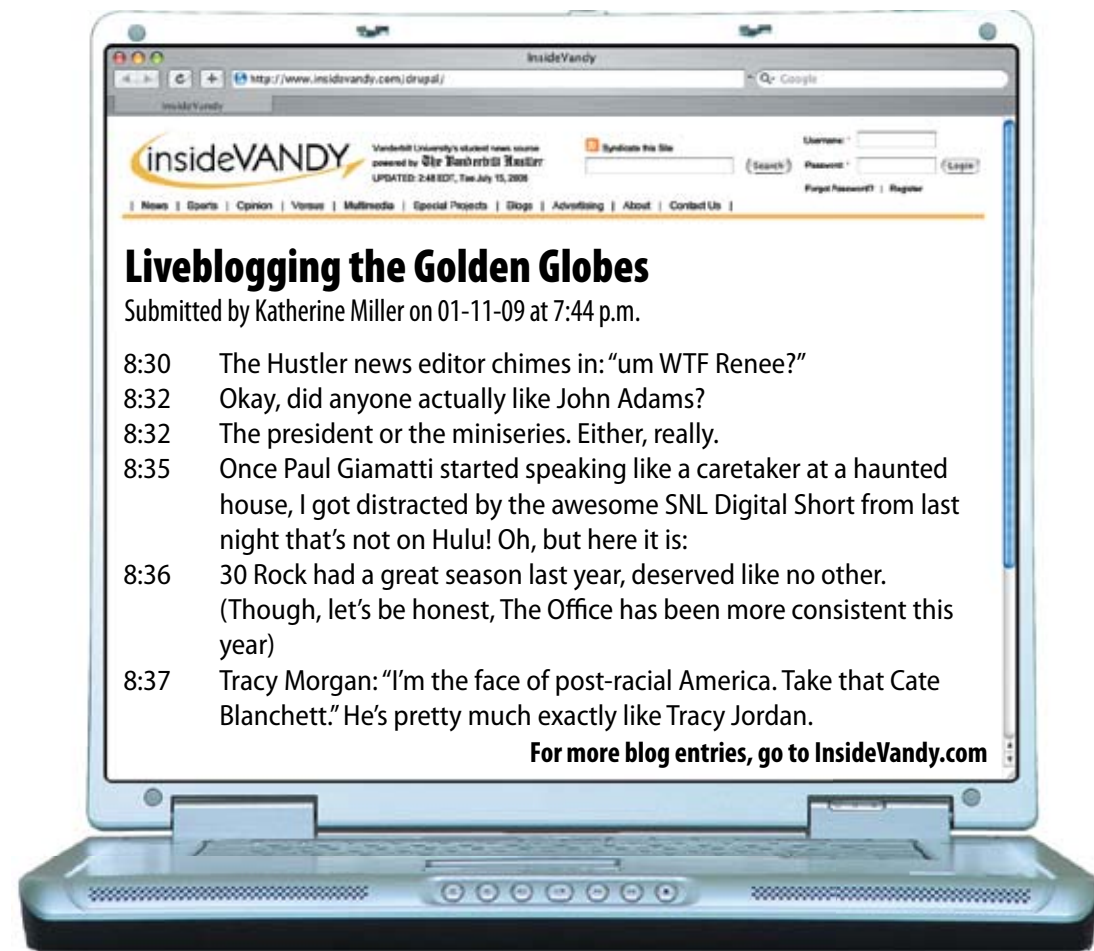 InsideVandy
http://www.insidevandy.com/drupal/
Google
InsideVandy
insideVANDY
Vanderbilt University's student news source
powered by The Vanderbilt Hustler
UPDATED: 2:48 EDT, Tue July 15, 2008
Syndicate this Site
Search
Username: *
Password: *
Login
Forgot Password? | Register
| News | Sports | Opinion | Versus | Multimedia | Special Projects | Blogs | Advertising | About | Contact Us |
Liveblogging the Golden Globes
Submitted by Katherine Miller on 01-11-09 at 7:44 p.m.
8:30 The Hustler news editor chimes in: “um WTF Renee?”
8:32 Okay, did anyone actually like John Adams?
8:32 The president or the miniseries. Either, really.
8:35 Once Paul Giamatti started speaking like a caretaker at a haunted
house, I got distracted by the awesome SNL Digital Short from last
night that’s not on Hulu! Oh, but here it is:
8:36 30 Rock had a great season last year, deserved like no other.
(Though, let’s be honest, The Office has been more consistent this
year)
8:37 Tracy Morgan: “I’m the face of post-racial America. Take that Cate
Blanchett.” He’s pretty much exactly like Tracy Jordan.
For more blog entries, go to InsideVandy.com